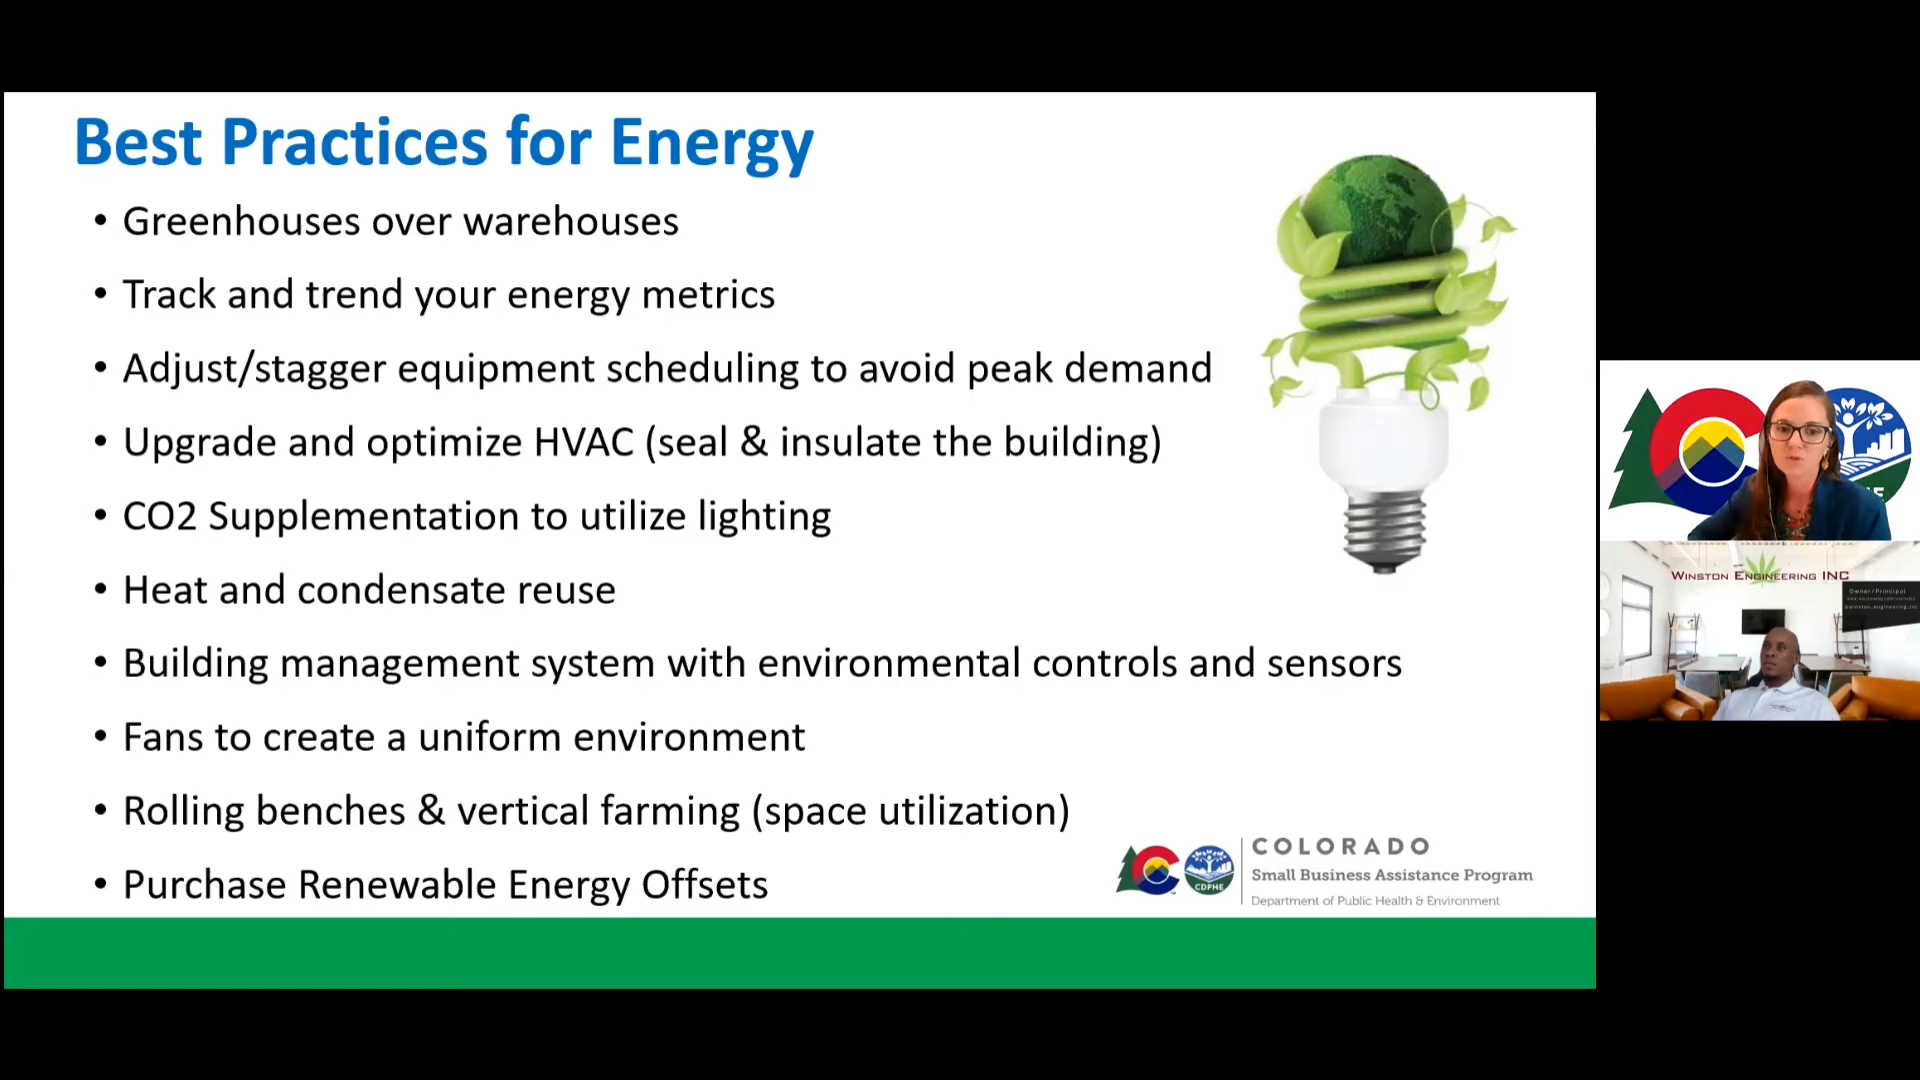 Best Practices for Energy
• Greenhouses over warehouses
• Track and trend your energy metrics
• Adjust/stagger equipment scheduling to avoid peak demand
• Upgrade and optimize HVAC (seal & insulate the building)
• CO2 Supplementation to utilize lighting
• Heat and condensate reuse
• Building management system with environmental controls and sensors
• Fans to create a uniform environment
• Rolling benches & vertical farming (space utilization)
• Purchase Renewable Energy Offsets
CDPHE
COLORADO
Small Business Assistance Program
Department of Public Health & Environment
WINSTON ENGINEERING INC
Owner/Principal